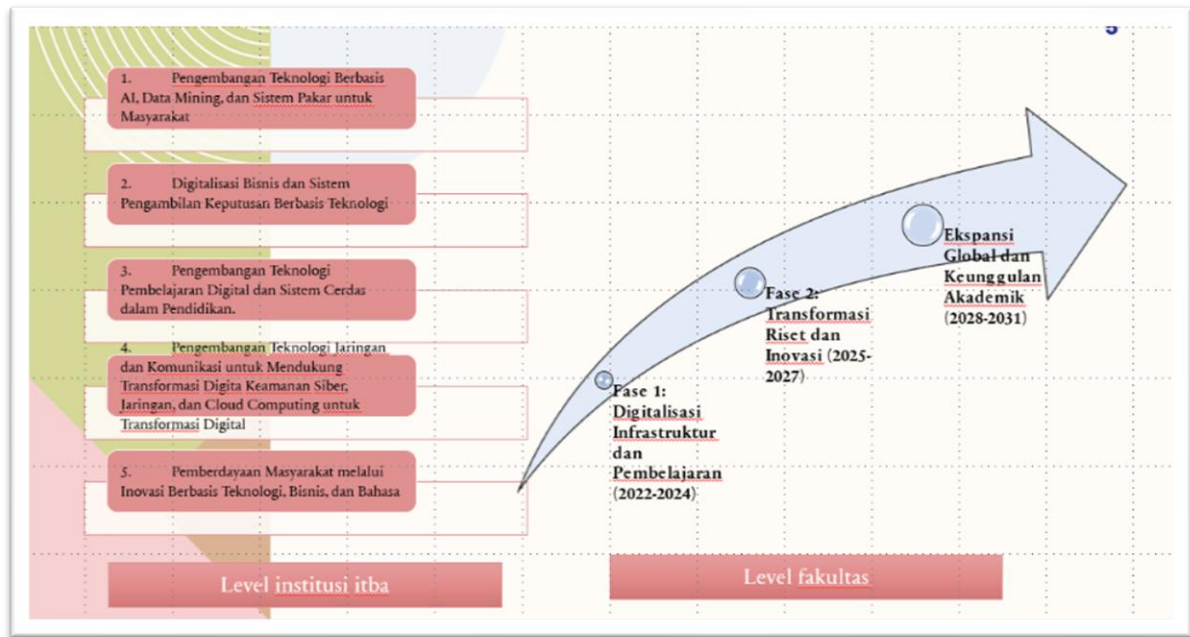 5
1. Pengembangan Teknologi Berbasis
AI, Data Mining, dan Sistem Pakar untuk
Masyarakat
2. Digitalisasi Bisnis dan Sistem
Pengambilan Keputusan Berbasis Teknologi
3. Pengembangan Teknologi
Pembelajaran Digital dan Sistem Cerdas
dalam Pendidikan.
4. Pengembangan Teknologi Jaringan
dan Komunikasi untuk Mendukung
Transformasi Digita Keamanan Siber,
Jaringan, dan Cloud Computing untuk
Transformasi Digital
5. Pemberdayaan Masyarakat melalui
Inovasi Berbasis Teknologi, Bisnis, dan Bahasa
Level institusi itba
Fase 1:
Digitalisasi
Infrastruktur
dan
Pembelajaran
(2022-2024)
Fase 2:
Transformasi
Riset dan
Inovasi (2025-
2027)
Ekspansi
Global dan
Keunggulan
Akademik
(2028-2031)
Level fakultas